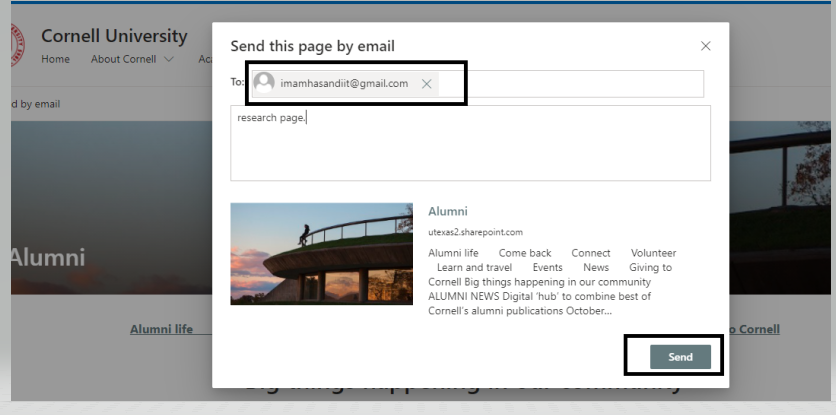 Cornell University
Home About Cornell
d by email
Alumni
Alumni life
o Cornell
Send this page by email
To: imamhasandiit@gmail.com
research page.
Alumni
utexas2.sharepoint.com
Alumni life Come back Connect Volunteer
Learn and travel Events News Giving to
Cornell Big things happening in our community
ALUMNI NEWS Digital ‘hub’ to combine best of
Cornell's alumni publications October...
Send